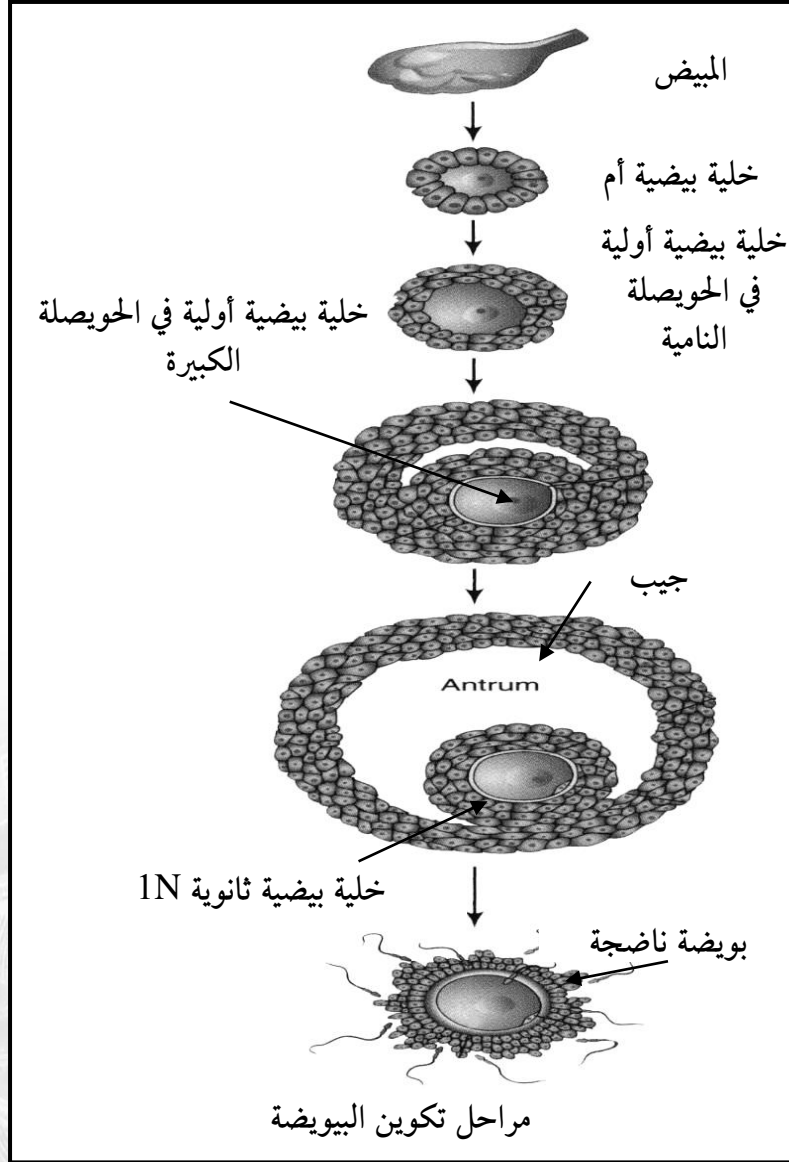 المبيض
خلية بيضية أم
خلية بيضية أولية
في الحويصلة
النامية
خلية بيضية أولية في الحويصلة
الكبيرة
جيب
Antrum
خلية بيضية ثانوية 1N
بويضة ناضجة
مراحل تكوين البيويضة